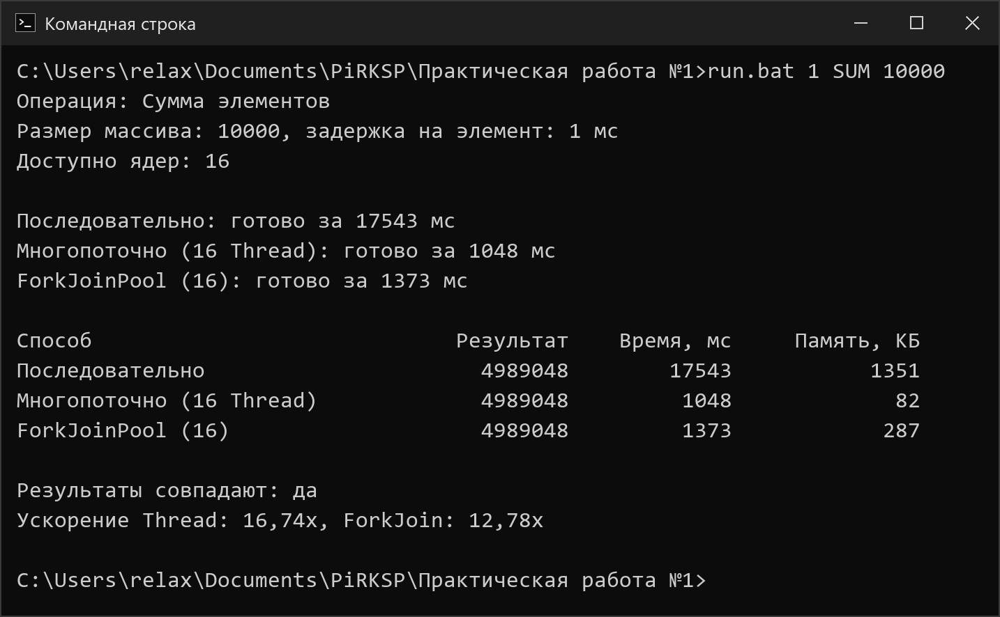 Командная строка
C:\Users\relax\Documents\PiRKSP\Практическая работа №1>run.bat 1 SUM 10000
Операция: Сумма элементов
Размер массива: 10000, задержка на элемент: 1 мс
Доступно ядер: 16
Последовательно: готово за 17543 мс
Многопоточно (16 Thread): готово за 1048 мс
ForkJoinPool (16): готово за 1373 мс
Способ Результат Время, мс Память, КБ
Последовательно 4989048 17543 1351
Многопоточно (16 Thread) 4989048 1048 82
ForkJoinPool (16) 4989048 1373 287
Результаты совпадают: да
Ускорение Thread: 16,74x, ForkJoin: 12,78x
C:\Users\relax\Documents\PiRKSP\Практическая работа №1>